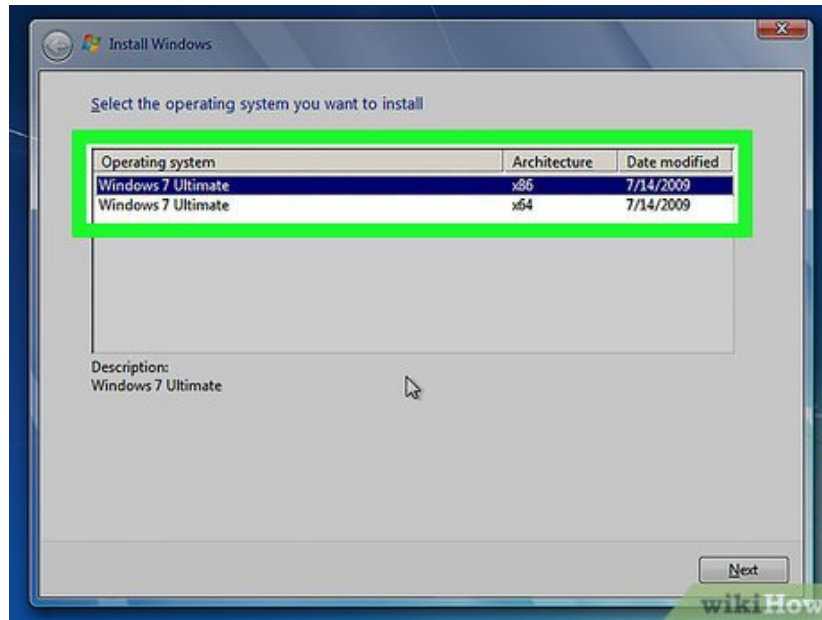 Install Windows
Select the operating system you want to install
Operating system Architecture Date modified
Windows 7 Ultimate x86 7/14/2009
Windows 7 Ultimate x64 7/14/2009
Description:
Windows 7 Ultimate
Next
wikiHow